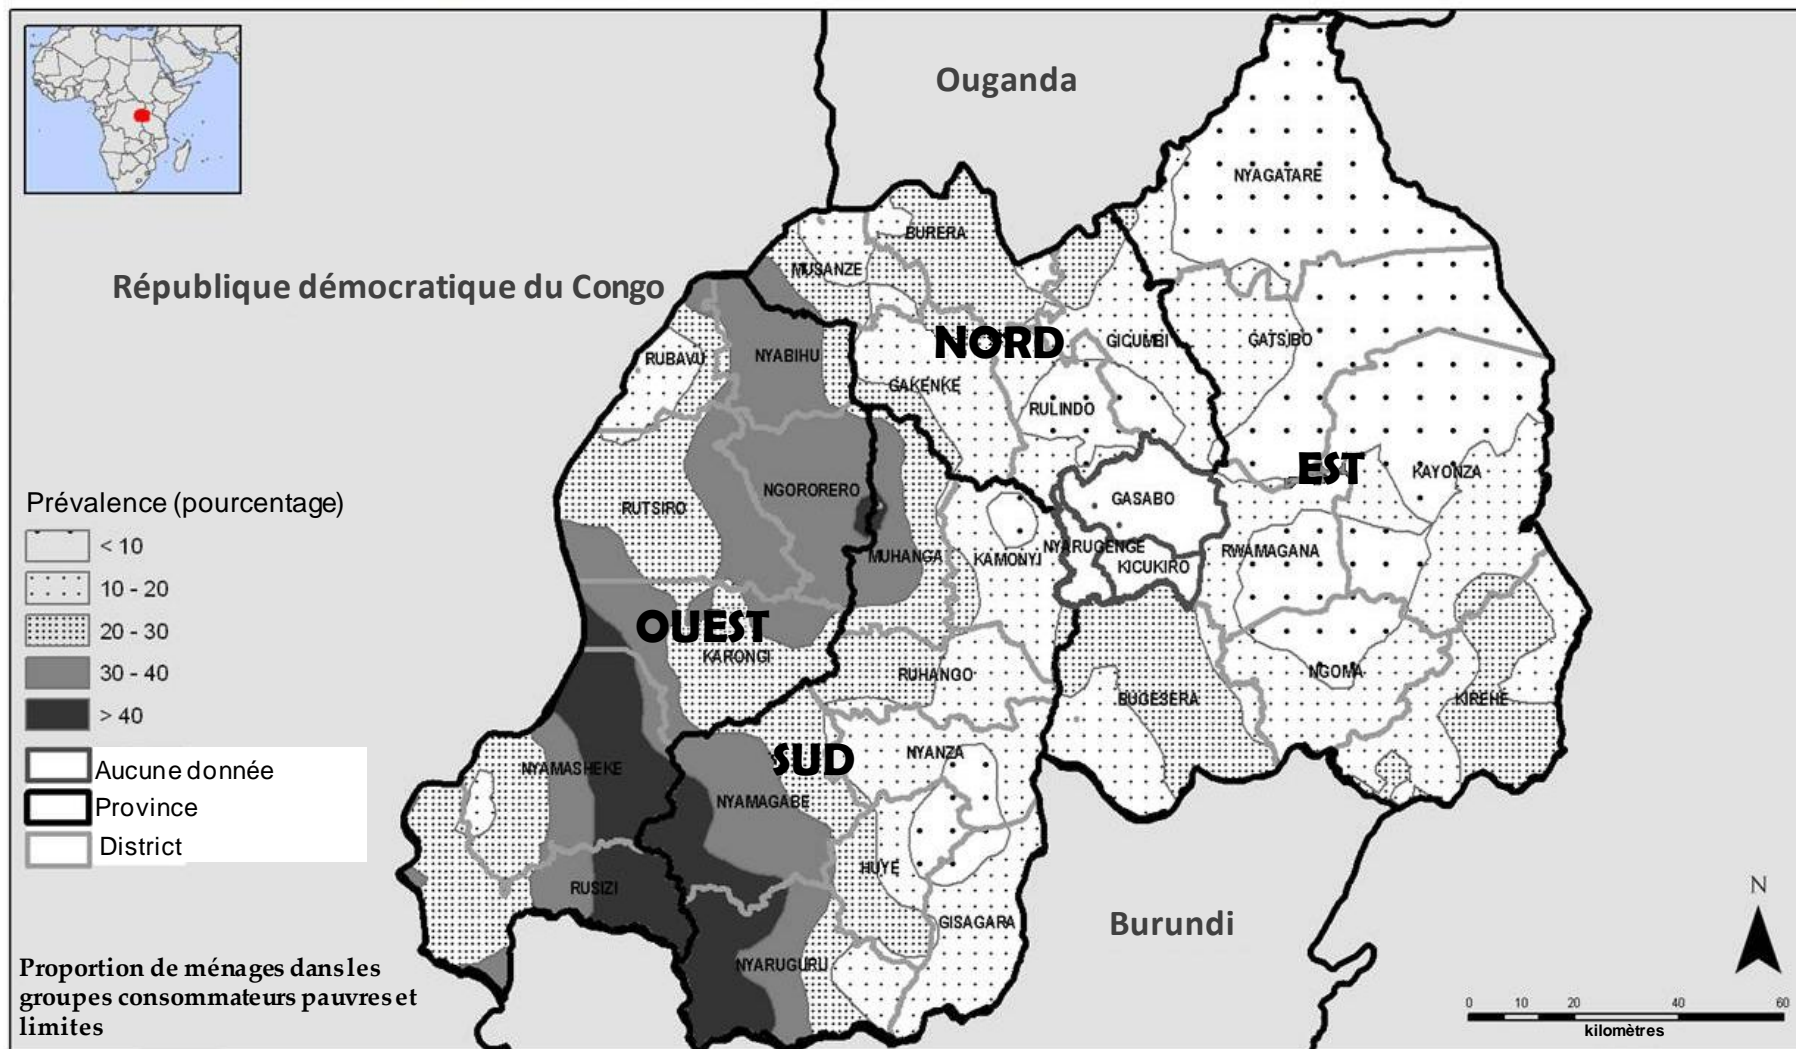 Ouganda
NYAGATARE
BURERA
MUSANZE
République démocratique du Congo
NORD
GICUMBI
GATSIBO
RUBAVU
NYABIHU
GAKENKE
RULINDO
EST
KAYONZA
Prévalence (pourcentage)
NGORORERO
GASABO
RUTSIRO
< 10
MUHANGA
KAMONYI
NYARUGENGE
KICUKIRO
RWAMAGANA
10 - 20
20 - 30
OUEST
KARONGI
RUHANGO
NGOMA
30 - 40
BUGESERA
KIREHE
> 40
Aucune donnée
NYAMASHEKE
SUD
NYANZA
Province
NYAMAGABE
District
RUSIZI
HUYE
GISAGARA
Burundi
N
NYARUGURU
Proportion de ménages dans les
groupes consommateurs pauvres et
limites
0 10 20 40 60
kilomètres